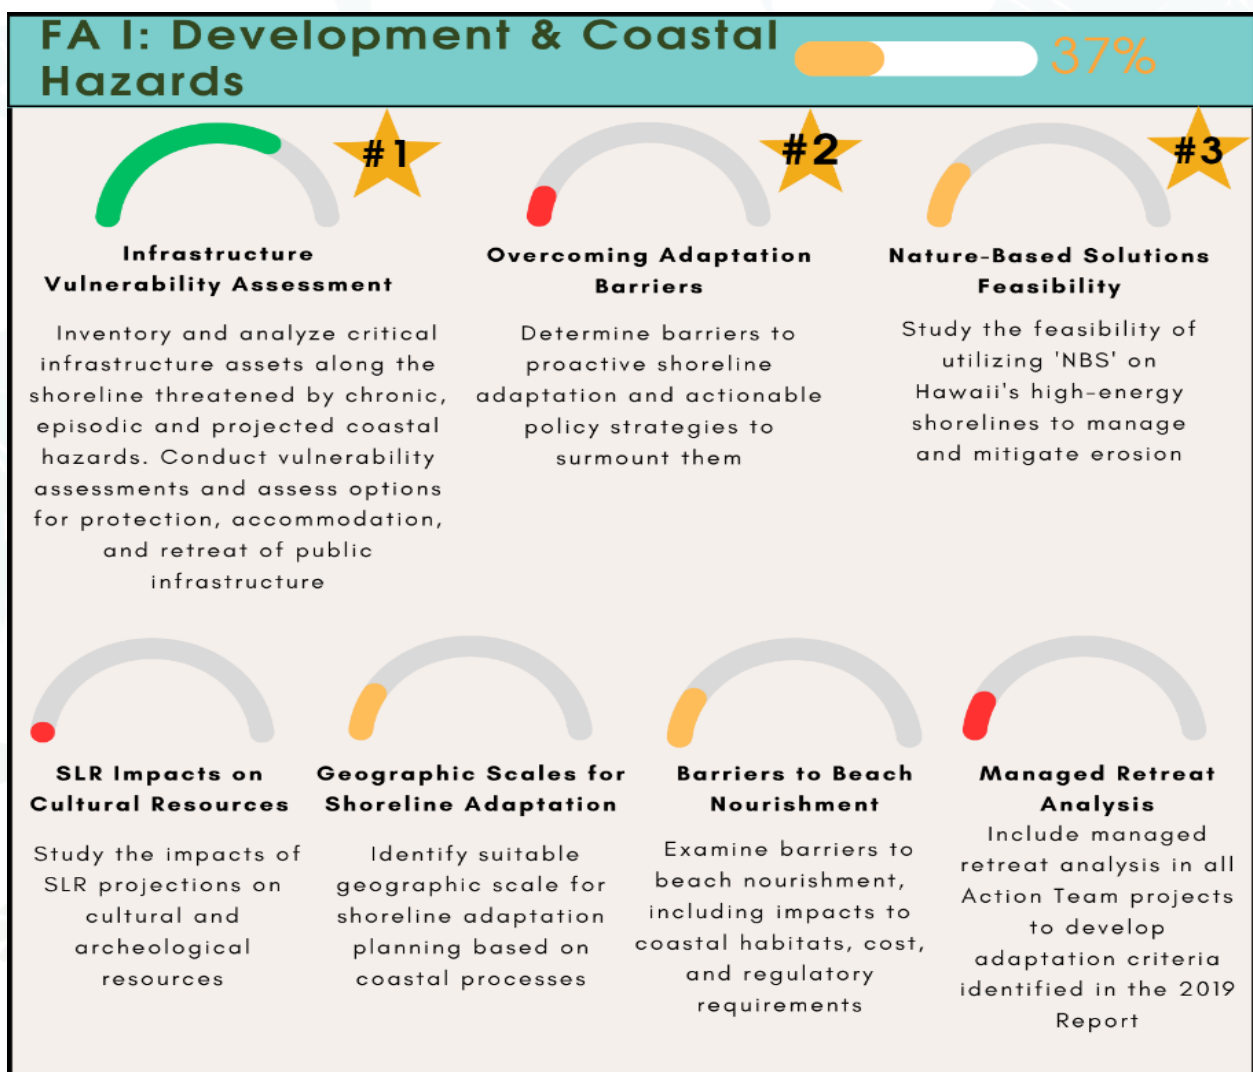 FA I: Development & Coastal
Hazards
37%
#1
Infrastructure
Vulnerability Assessment
Inventory and analyze critical
infrastructure assets along the
shoreline threatened by chronic,
episodic and projected coastal
hazards. Conduct vulnerability
assessments and assess options
for protection, accommodation,
and retreat of public
infrastructure
#2
Overcoming Adaptation
Barriers
Determine barriers to
proactive shoreline
adaptation and actionable
policy strategies to
surmount them
#3
Nature-Based Solutions
Feasibility
Study the feasibility of
utilizing 'NBS' on
Hawaii's high-energy
shorelines to manage
and mitigate erosion
SLR Impacts on
Cultural Resources
Study the impacts of
SLR projections on
cultural and
archeological
resources
Geographic Scales for
Shoreline Adaptation
Identify suitable
geographic scale for
shoreline adaptation
planning based on
coastal processes
Barriers to Beach
Nourishment
Examine barriers to
beach nourishment,
including impacts to
coastal habitats, cost,
and regulatory
requirements
Managed Retreat
Analysis
Include managed
retreat analysis in all
Action Team projects
to develop
adaptation criteria
identified in the 2019
Report